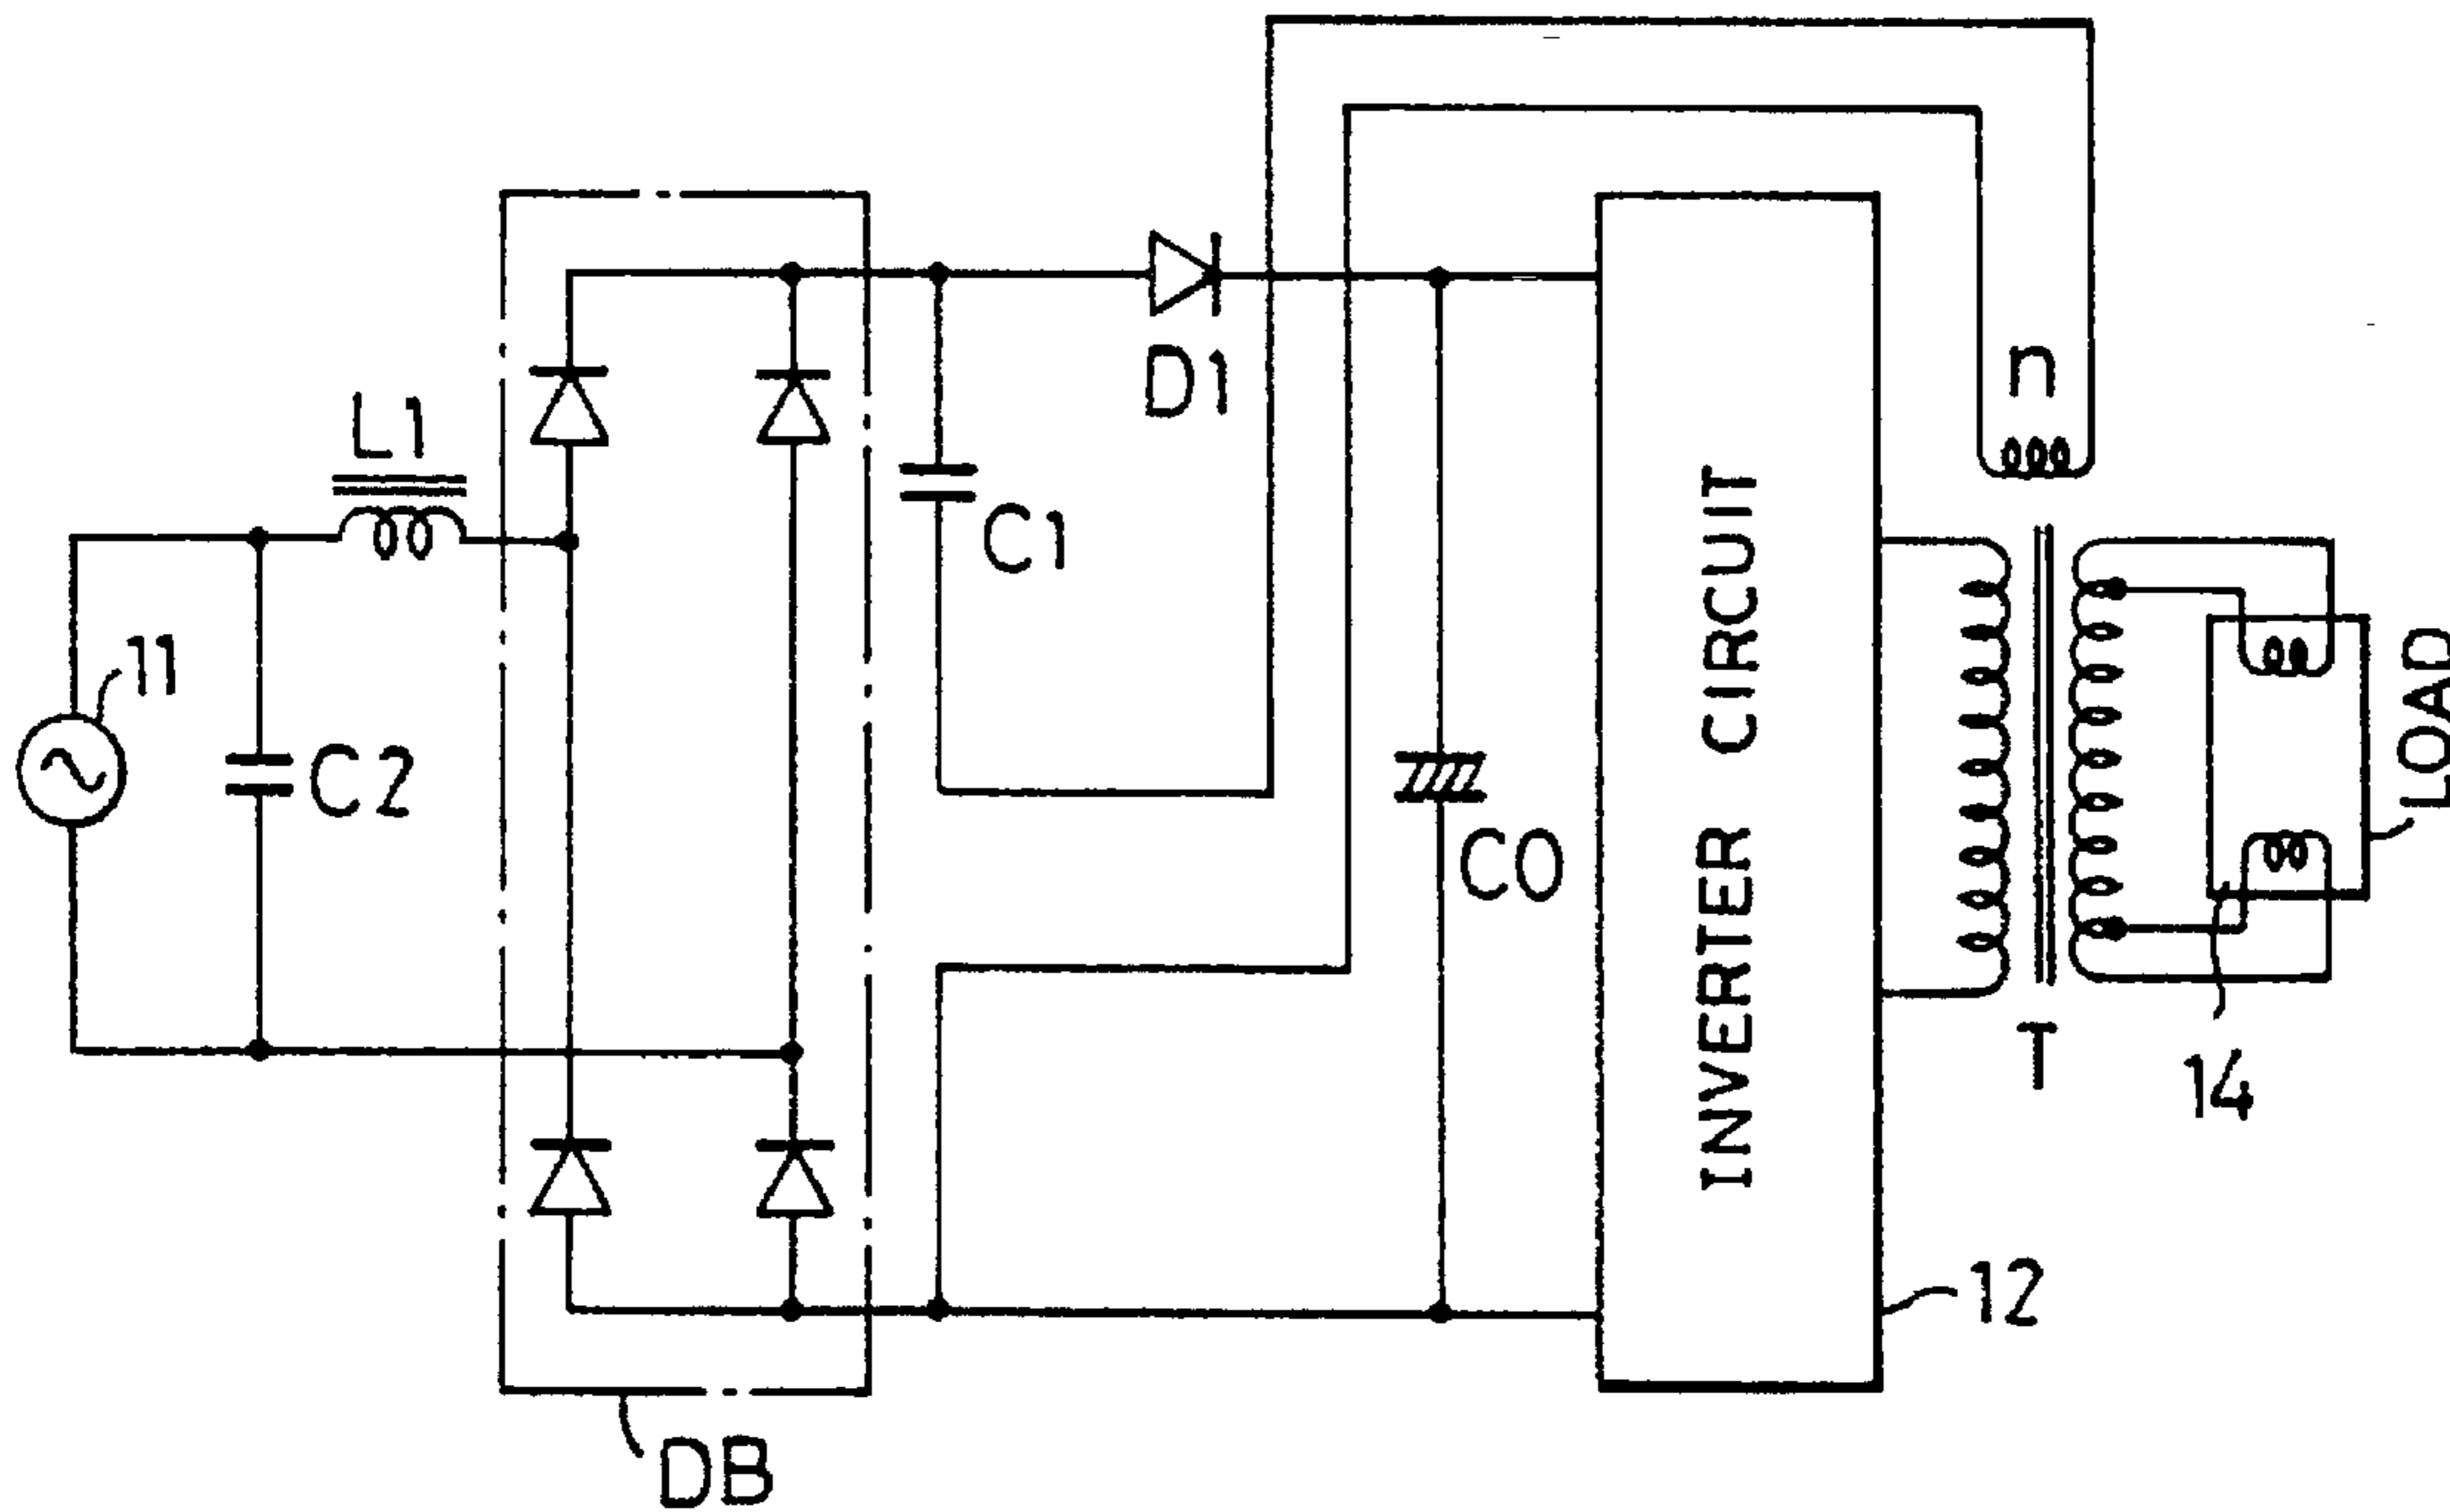 n
D1
L1
C1
11
C2
C0
INVERTER CIRCUIT
LOAD
T
14
12
DB